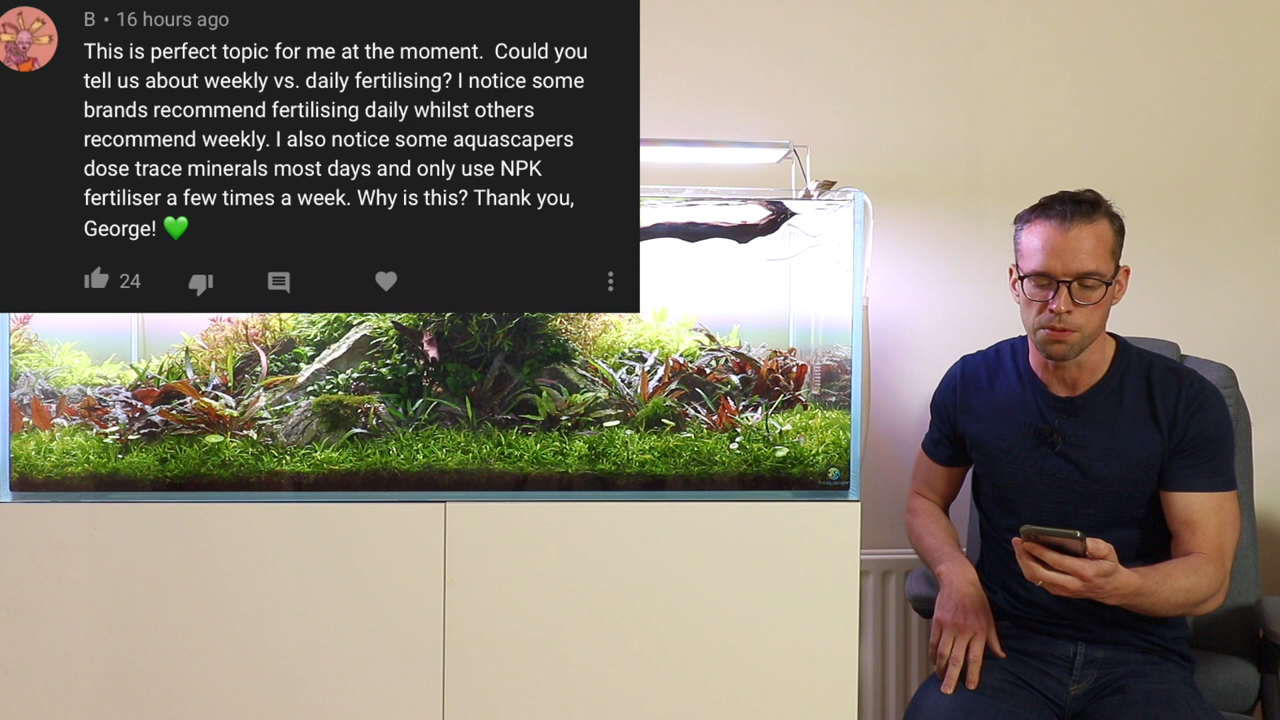 B • 16 hours ago
This is perfect topic for me at the moment.  Could you
tell us about weekly vs. daily fertilising? I notice some
brands recommend fertilising daily whilst others
recommend weekly. I also notice some aquascapers
dose trace minerals most days and only use NPK
fertiliser a few times a week. Why is this? Thank you,
George! 💚
24